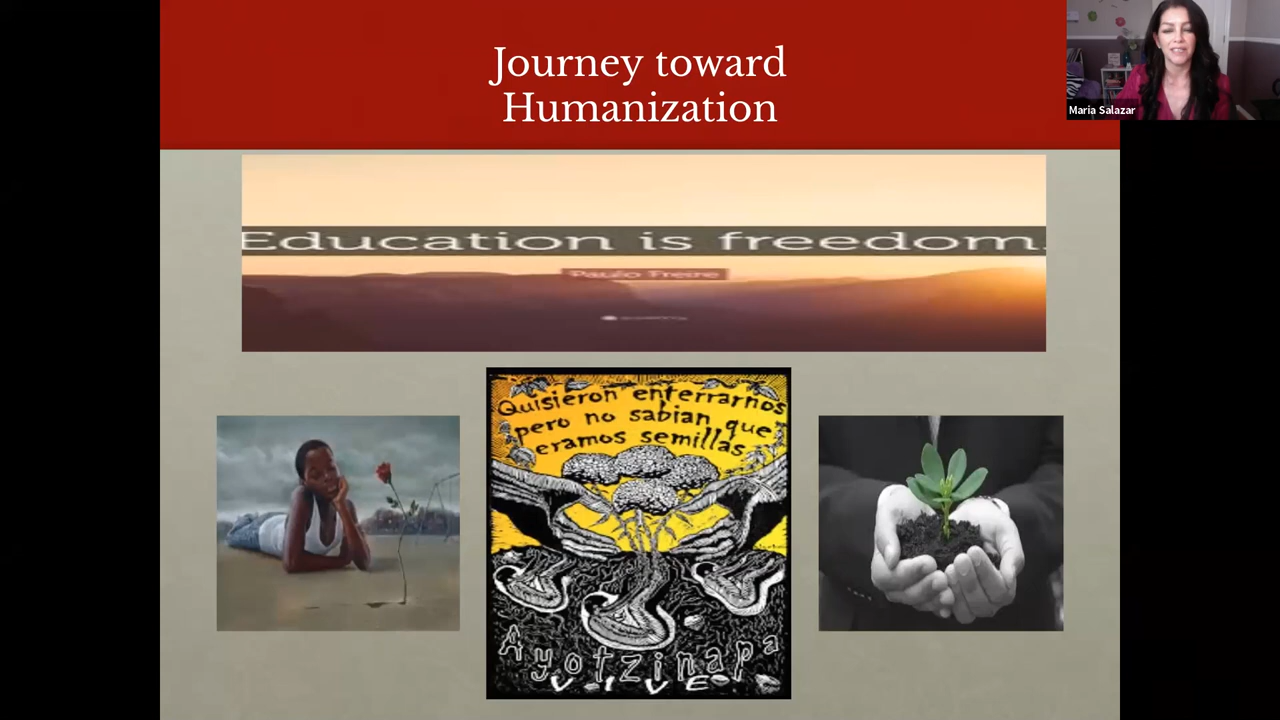 Journey toward
Humanization
Maria Salazar
Education is freedom.
Paulo Freire
Quisieron enterrarnos
pero no sabian que
eramos semillas
Ayotzinapa
VIVE